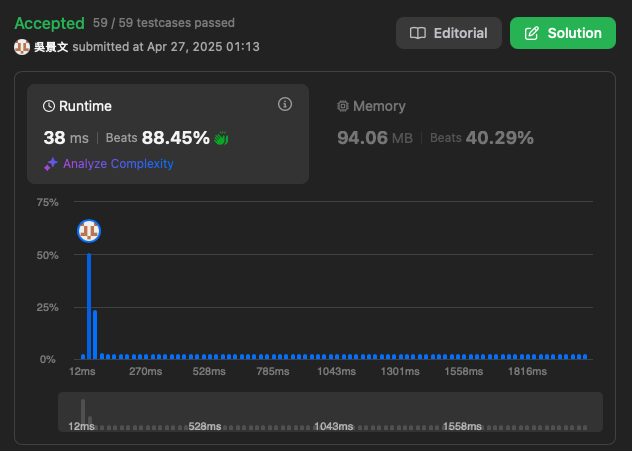 Accepted 59 / 59 testcases passed
吳景文 submitted at Apr 27, 2025 01:13
Editorial
Solution
Runtime
38 ms Beats 88.45%
Analyze Complexity
Memory
94.06 MB Beats 40.29%
75%
50%
25%
0%
12ms 270ms 528ms 785ms 1043ms 1301ms 1558ms 1816ms
12ms 528ms 1043ms 1558ms